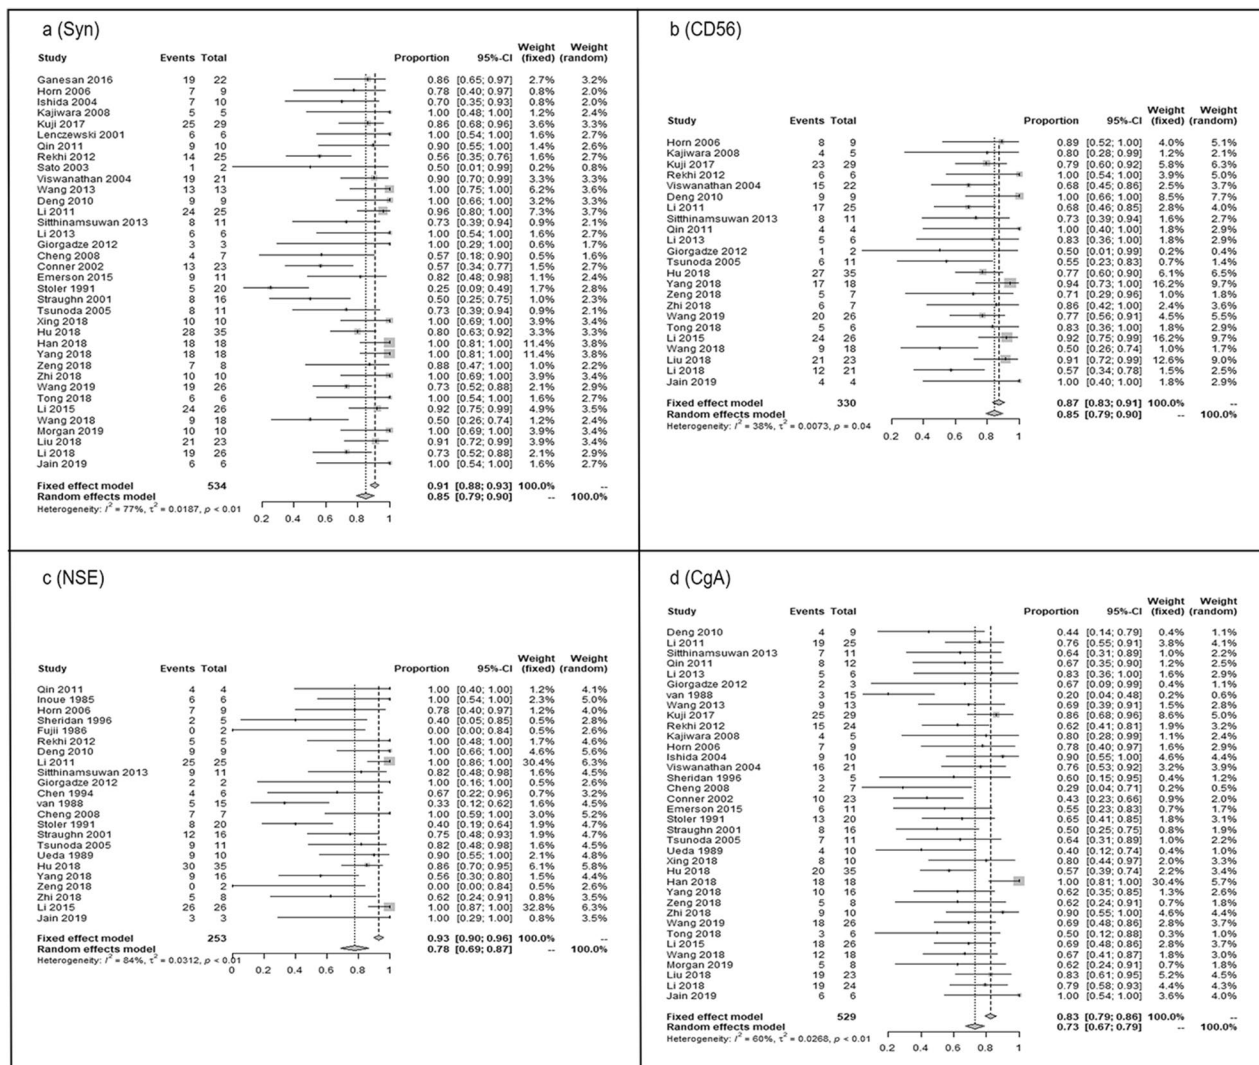 a (Syn)
Study Events Total Proportion 95%-CI Weight (fixed) Weight (random)
Ganesan 2016 19 22 0.86 [0.65; 0.97] 2.7% 3.2%
Horn 2006 7 9 0.78 [0.40; 0.97] 0.8% 2.0%
Ishida 2004 7 10 0.70 [0.35; 0.93] 0.8% 2.0%
Kajiwara 2008 5 5 1.00 [0.48; 1.00] 1.2% 2.4%
Kuji 2017 25 29 0.86 [0.68; 0.96] 3.6% 3.3%
Lenczewski 2001 6 6 1.00 [0.54; 1.00] 1.6% 2.7%
Qin 2011 9 10 0.90 [0.55; 1.00] 1.4% 2.6%
Rekhi 2012 14 25 0.56 [0.35; 0.76] 1.6% 2.7%
Sato 2003 1 2 0.50 [0.01; 0.99] 0.2% 0.8%
Viswanathan 2004 19 21 0.90 [0.70; 0.99] 3.3% 3.3%
Wang 2013 13 13 1.00 [0.75; 1.00] 6.2% 3.6%
Deng 2010 9 9 1.00 [0.66; 1.00] 3.2% 3.3%
Li 2011 24 25 0.96 [0.80; 1.00] 7.3% 3.7%
Sitthinamsuwan 2013 8 11 0.73 [0.39; 0.94] 0.9% 2.1%
Li 2013 6 6 1.00 [0.54; 1.00] 1.6% 2.7%
Giorgadze 2012 3 3 1.00 [0.29; 1.00] 0.6% 1.7%
Cheng 2008 4 7 0.57 [0.18; 0.90] 0.5% 1.6%
Conner 2002 13 23 0.57 [0.34; 0.77] 1.5% 2.7%
Emerson 2015 9 11 0.82 [0.48; 0.98] 1.1% 2.4%
Stoler 1991 5 20 0.25 [0.09; 0.49] 1.7% 2.8%
Straughn 2001 8 16 0.50 [0.25; 0.75] 1.0% 2.3%
Tsunoda 2005 8 11 0.73 [0.39; 0.94] 0.9% 2.1%
Xing 2018 10 10 1.00 [0.69; 1.00] 3.9% 3.4%
Hu 2018 28 35 0.80 [0.63; 0.92] 3.3% 3.3%
Han 2018 18 18 1.00 [0.81; 1.00] 11.4% 3.8%
Yang 2018 18 18 1.00 [0.81; 1.00] 11.4% 3.8%
Zeng 2018 7 8 0.88 [0.47; 1.00] 1.0% 2.2%
Zhi 2018 10 10 1.00 [0.69; 1.00] 3.9% 3.4%
Wang 2019 19 26 0.73 [0.52; 0.88] 2.1% 2.9%
Tong 2018 6 6 1.00 [0.54; 1.00] 1.6% 2.7%
Li 2015 24 26 0.92 [0.75; 0.99] 4.9% 3.5%
Wang 2018 9 18 0.50 [0.26; 0.74] 1.2% 2.4%
Morgan 2019 10 10 1.00 [0.69; 1.00] 3.9% 3.4%
Liu 2018 21 23 0.91 [0.72; 0.99] 3.9% 3.4%
Li 2018 19 26 0.73 [0.52; 0.88] 2.1% 2.9%
Jain 2019 6 6 1.00 [0.54; 1.00] 1.6% 2.7%
Fixed effect model 534 0.91 [0.88; 0.93] 100.0% --
Random effects model 0.85 [0.79; 0.90] -- 100.0%
Heterogeneity: I² = 77%, τ² = 0.0187, p < 0.01
0.2 0.4 0.6 0.8 1
b (CD56)
Study Events Total Proportion 95%-CI Weight (fixed) Weight (random)
Horn 2006 8 9 0.89 [0.52; 1.00] 4.0% 5.1%
Kajiwara 2008 4 5 0.80 [0.28; 0.99] 1.2% 2.1%
Kuji 2017 23 29 0.79 [0.60; 0.92] 5.8% 6.3%
Rekhi 2012 6 6 1.00 [0.54; 1.00] 3.9% 5.0%
Viswanathan 2004 15 22 0.68 [0.45; 0.86] 2.5% 3.7%
Deng 2010 9 9 1.00 [0.66; 1.00] 8.5% 7.7%
Li 2011 17 25 0.68 [0.46; 0.85] 2.8% 4.0%
Sitthinamsuwan 2013 8 11 0.73 [0.39; 0.94] 1.6% 2.7%
Qin 2011 4 4 1.00 [0.40; 1.00] 1.8% 2.9%
Li 2013 5 6 0.83 [0.36; 1.00] 1.8% 2.9%
Giorgadze 2012 1 2 0.50 [0.01; 0.99] 0.2% 0.4%
Tsunoda 2005 6 11 0.55 [0.23; 0.83] 0.7% 1.4%
Hu 2018 27 35 0.77 [0.60; 0.90] 6.1% 6.5%
Yang 2018 17 18 0.94 [0.73; 1.00] 16.2% 9.7%
Zeng 2018 5 7 0.71 [0.29; 0.96] 1.0% 1.8%
Zhi 2018 6 7 0.86 [0.42; 1.00] 2.4% 3.6%
Wang 2019 20 26 0.77 [0.56; 0.91] 4.5% 5.5%
Tong 2018 5 6 0.83 [0.36; 1.00] 1.8% 2.9%
Li 2015 24 26 0.92 [0.75; 0.99] 16.2% 9.7%
Wang 2018 9 18 0.50 [0.26; 0.74] 1.0% 1.7%
Liu 2018 21 23 0.91 [0.72; 0.99] 12.6% 9.0%
Li 2018 12 21 0.57 [0.34; 0.78] 1.5% 2.5%
Jain 2019 4 4 1.00 [0.40; 1.00] 1.8% 2.9%
Fixed effect model 330 0.87 [0.83; 0.91] 100.0% --
Random effects model 0.85 [0.79; 0.90] -- 100.0%
Heterogeneity: I² = 38%, τ² = 0.0073, p = 0.04
0.2 0.4 0.6 0.8 1
c (NSE)
Study Events Total Proportion 95%-CI Weight (fixed) Weight (random)
Qin 2011 4 4 1.00 [0.40; 1.00] 1.2% 4.1%
Inoue 1985 6 6 1.00 [0.54; 1.00] 2.3% 5.0%
Horn 2006 7 9 0.78 [0.40; 0.97] 1.2% 4.0%
Sheridan 1996 2 5 0.40 [0.05; 0.85] 0.5% 2.8%
Fujii 1986 0 2 0.00 [0.00; 0.84] 0.5% 2.6%
Rekhi 2012 5 5 1.00 [0.48; 1.00] 1.7% 4.6%
Deng 2010 9 9 1.00 [0.66; 1.00] 4.6% 5.6%
Li 2011 25 25 1.00 [0.86; 1.00] 30.4% 6.3%
Sitthinamsuwan 2013 9 11 0.82 [0.48; 0.98] 1.6% 4.5%
Giorgadze 2012 2 2 1.00 [0.16; 1.00] 0.5% 2.6%
Chen 1994 4 6 0.67 [0.22; 0.96] 0.7% 3.2%
van 1988 5 15 0.33 [0.12; 0.62] 1.6% 4.5%
Cheng 2008 7 7 1.00 [0.59; 1.00] 3.0% 5.2%
Stoler 1991 8 20 0.40 [0.19; 0.64] 1.9% 4.7%
Straughn 2001 12 16 0.75 [0.48; 0.93] 1.9% 4.7%
Tsunoda 2005 9 11 0.82 [0.48; 0.98] 1.6% 4.5%
Ueda 1989 9 10 0.90 [0.55; 1.00] 2.1% 4.8%
Hu 2018 30 35 0.86 [0.70; 0.95] 6.9% 5.9%
Yang 2018 9 16 0.56 [0.30; 0.80] 1.5% 4.4%
Zeng 2018 0 2 0.00 [0.00; 0.84] 0.5% 2.6%
Zhi 2018 5 8 0.62 [0.24; 0.91] 0.8% 3.5%
Li 2015 26 26 1.00 [0.87; 1.00] 32.8% 6.3%
Jain 2019 3 3 1.00 [0.29; 1.00] 0.8% 3.5%
Fixed effect model 253 0.93 [0.90; 0.96] 100.0% --
Random effects model 0.78 [0.69; 0.87] -- 100.0%
Heterogeneity: I² = 84%, τ² = 0.0312, p < 0.01
0 0.2 0.4 0.6 0.8 1
d (CgA)
Study Events Total Proportion 95%-CI Weight (fixed) Weight (random)
Deng 2010 4 9 0.44 [0.14; 0.79] 0.4% 1.1%
Li 2011 19 25 0.76 [0.55; 0.91] 3.8% 4.1%
Sitthinamsuwan 2013 7 11 0.64 [0.31; 0.89] 1.0% 2.2%
Qin 2011 8 12 0.67 [0.35; 0.90] 1.2% 2.5%
Li 2013 5 6 0.83 [0.36; 1.00] 1.6% 2.9%
Giorgadze 2012 2 3 0.67 [0.09; 0.99] 0.4% 1.1%
van 1988 3 15 0.20 [0.04; 0.48] 0.2% 0.6%
Wang 2013 9 13 0.69 [0.39; 0.91] 1.5% 2.8%
Kuji 2017 25 29 0.86 [0.68; 0.96] 8.6% 5.0%
Rekhi 2012 15 24 0.62 [0.41; 0.81] 2.2% 3.5%
Kajiwara 2008 4 5 0.80 [0.28; 0.99] 1.1% 2.4%
Horn 2006 7 9 0.78 [0.40; 0.97] 1.6% 2.9%
Ishida 2004 9 10 0.90 [0.55; 1.00] 4.6% 4.4%
Viswanathan 2004 16 21 0.76 [0.53; 0.92] 3.2% 3.9%
Sheridan 1996 3 5 0.60 [0.15; 0.95] 0.4% 1.2%
Cheng 2008 2 7 0.29 [0.04; 0.71] 0.2% 0.5%
Conner 2002 10 23 0.43 [0.23; 0.66] 1.1% 2.3%
Emerson 2015 6 11 0.55 [0.23; 0.83] 0.7% 1.7%
Stoler 1991 13 20 0.65 [0.41; 0.85] 2.0% 3.3%
Straughn 2001 8 16 0.50 [0.25; 0.75] 0.9% 2.1%
Tsunoda 2005 7 11 0.64 [0.31; 0.89] 1.0% 2.2%
Ueda 1989 4 10 0.40 [0.12; 0.74] 0.4% 1.0%
Xing 2018 8 10 0.80 [0.44; 0.97] 2.0% 3.3%
Hu 2018 20 35 0.57 [0.39; 0.74] 2.2% 3.5%
Han 2018 18 18 1.00 [0.81; 1.00] 30.4% 5.7%
Yang 2018 10 16 0.62 [0.35; 0.85] 1.3% 2.6%
Zeng 2018 5 8 0.62 [0.24; 0.91] 0.7% 1.8%
Zhi 2018 9 10 0.90 [0.55; 1.00] 4.6% 4.4%
Wang 2019 18 26 0.69 [0.48; 0.86] 2.8% 3.7%
Tong 2018 3 6 0.50 [0.12; 0.88] 0.3% 1.0%
Li 2015 18 26 0.69 [0.48; 0.86] 2.8% 3.7%
Wang 2018 12 18 0.67 [0.41; 0.87] 1.8% 3.2%
Morgan 2019 5 8 0.62 [0.24; 0.91] 0.7% 1.8%
Liu 2018 19 23 0.83 [0.61; 0.95] 5.2% 4.5%
Li 2018 19 24 0.79 [0.58; 0.93] 4.4% 4.3%
Jain 2019 6 6 1.00 [0.54; 1.00] 3.6% 4.0%
Fixed effect model 529 0.83 [0.79; 0.86] 100.0% --
Random effects model 0.73 [0.67; 0.79] -- 100.0%
Heterogeneity: I² = 60%, τ² = 0.0268, p < 0.01
0.2 0.4 0.6 0.8 1